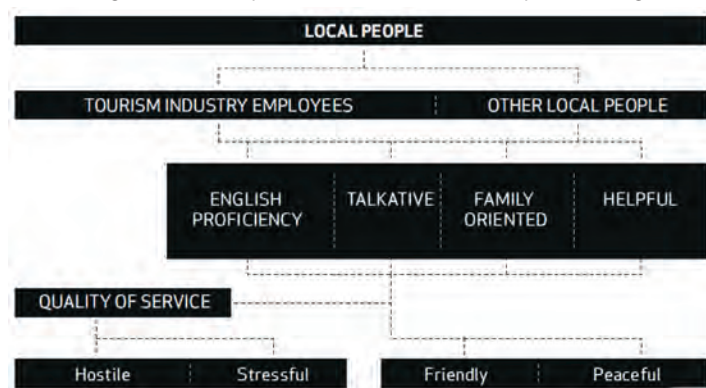 LOCAL PEOPLE
TOURISM INDUSTRY EMPLOYEES
OTHER LOCAL PEOPLE
ENGLISH
PROFICIENCY
TALKATIVE
FAMILY
ORIENTED
HELPFUL
QUALITY OF SERVICE
Hostile
Stressful
Friendly
Peaceful